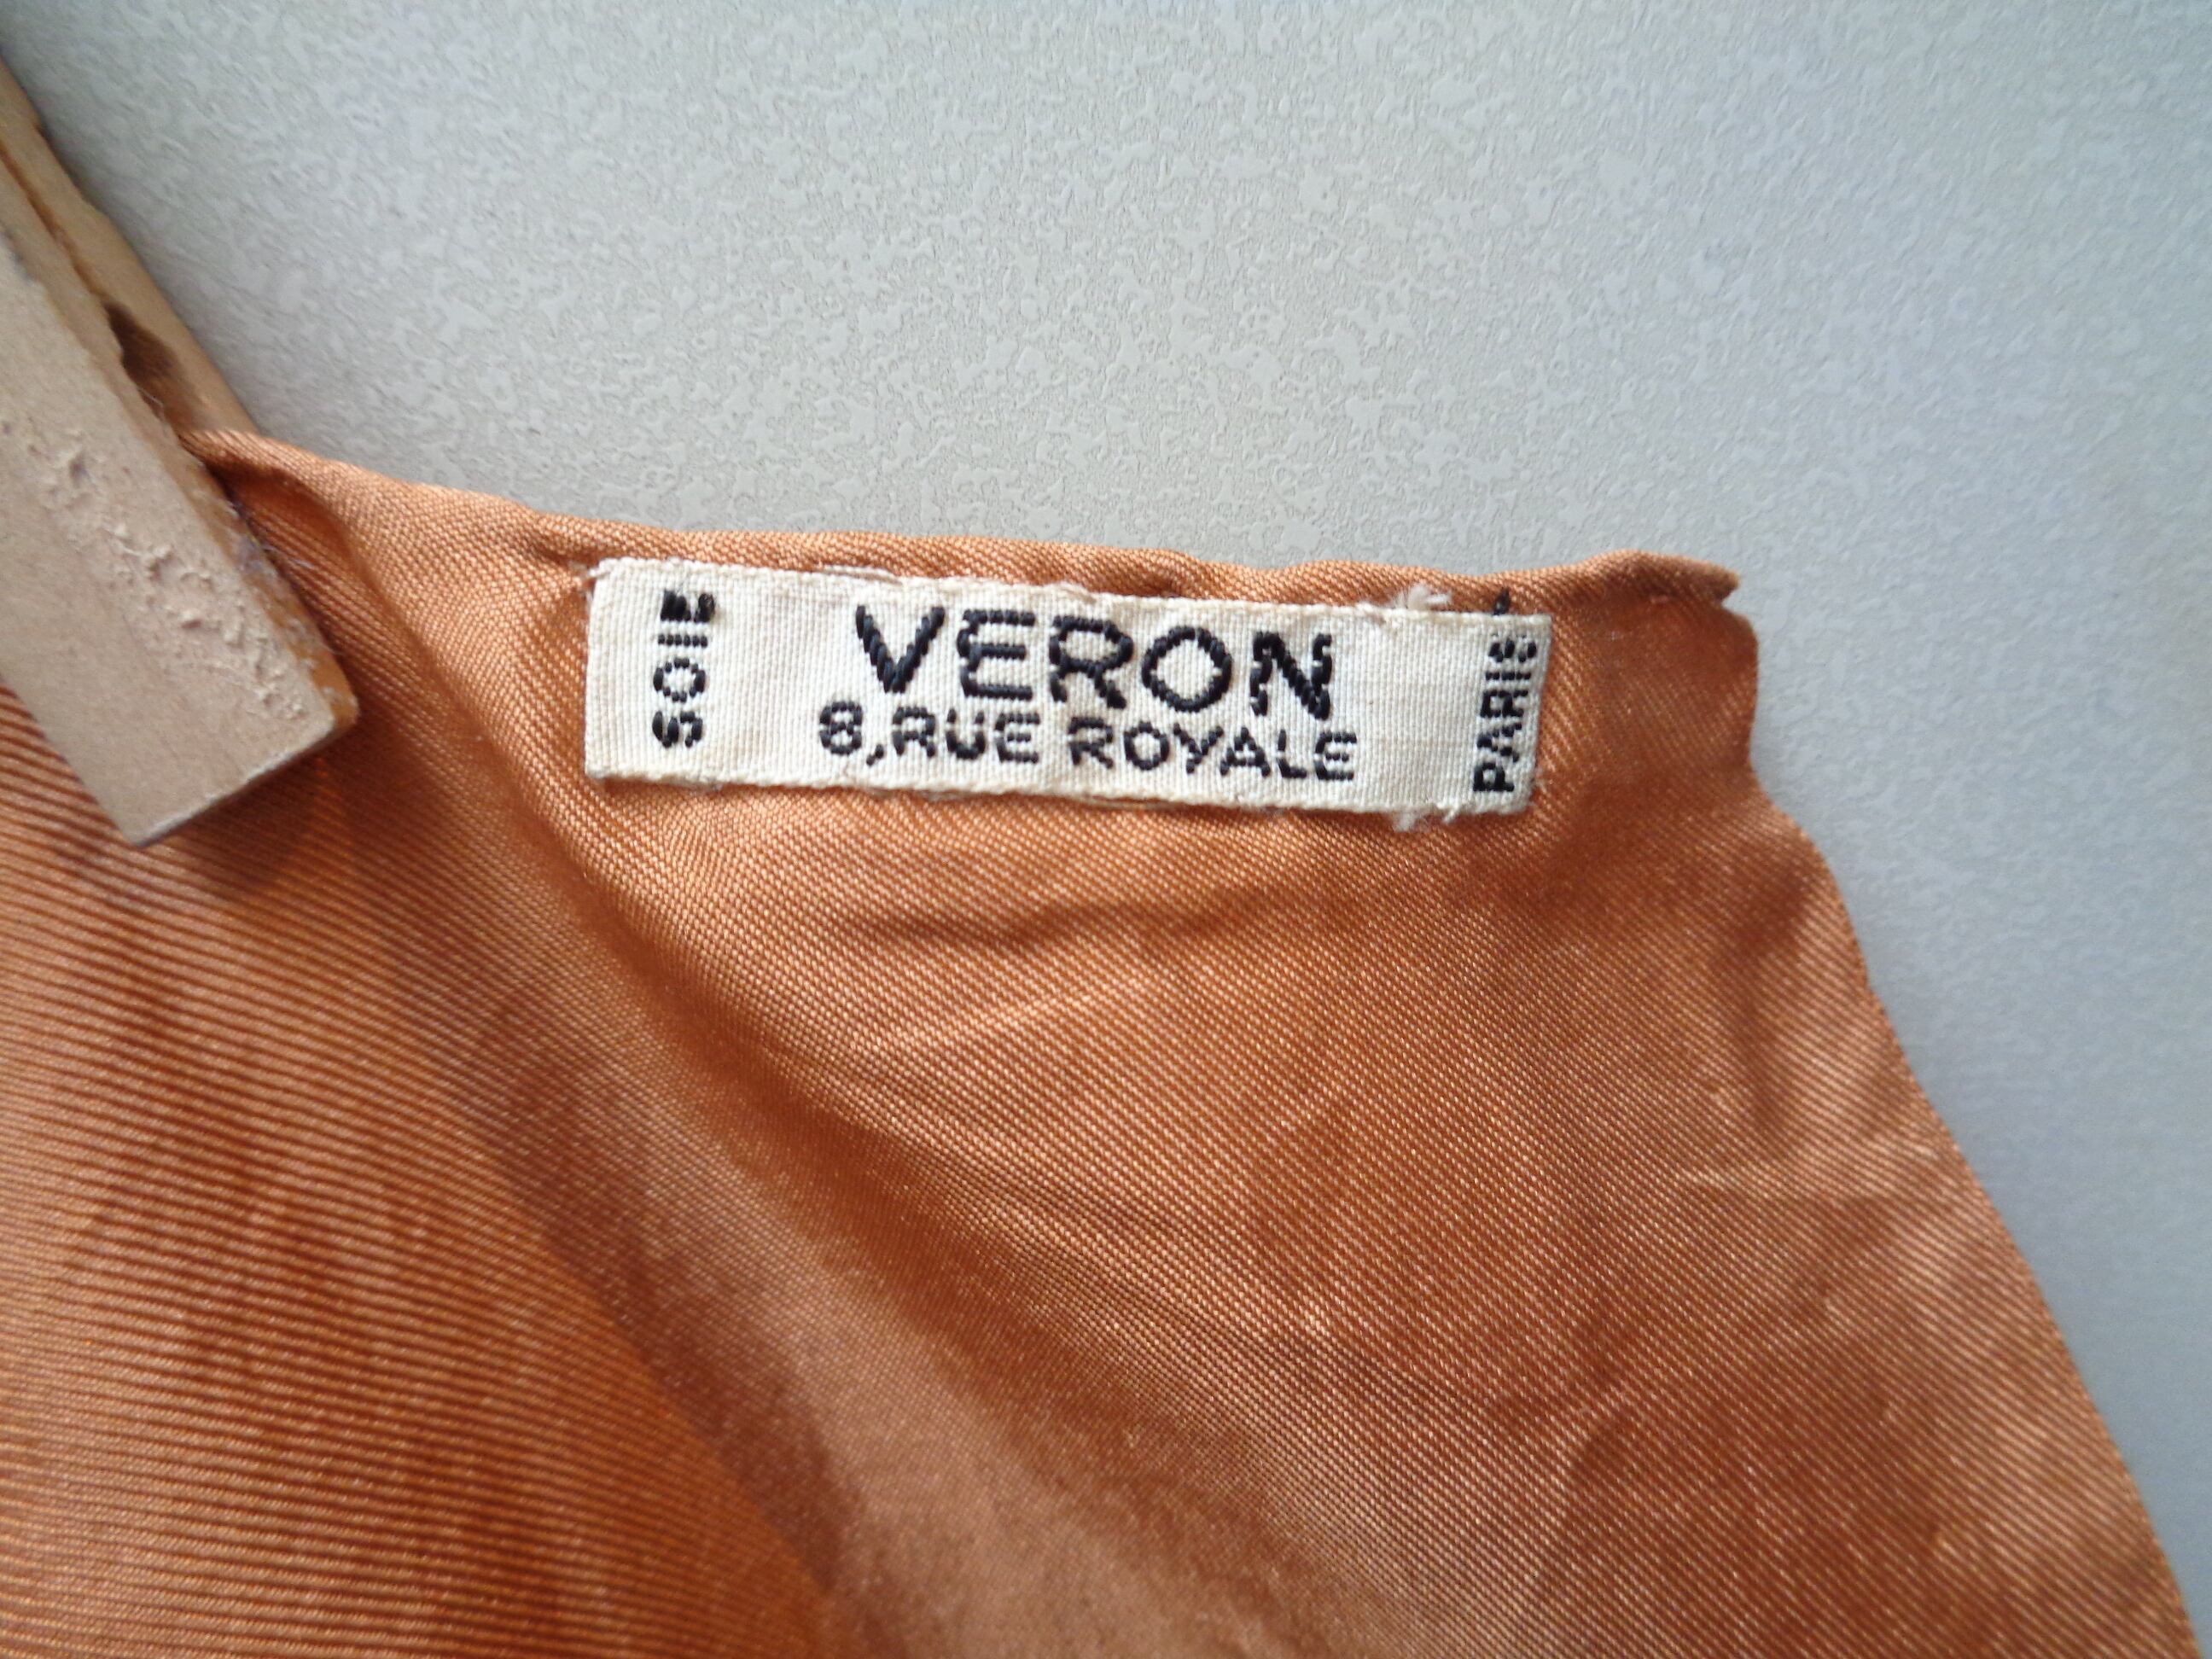 SOIE
VERON
8,RUE ROYALE
PARIS